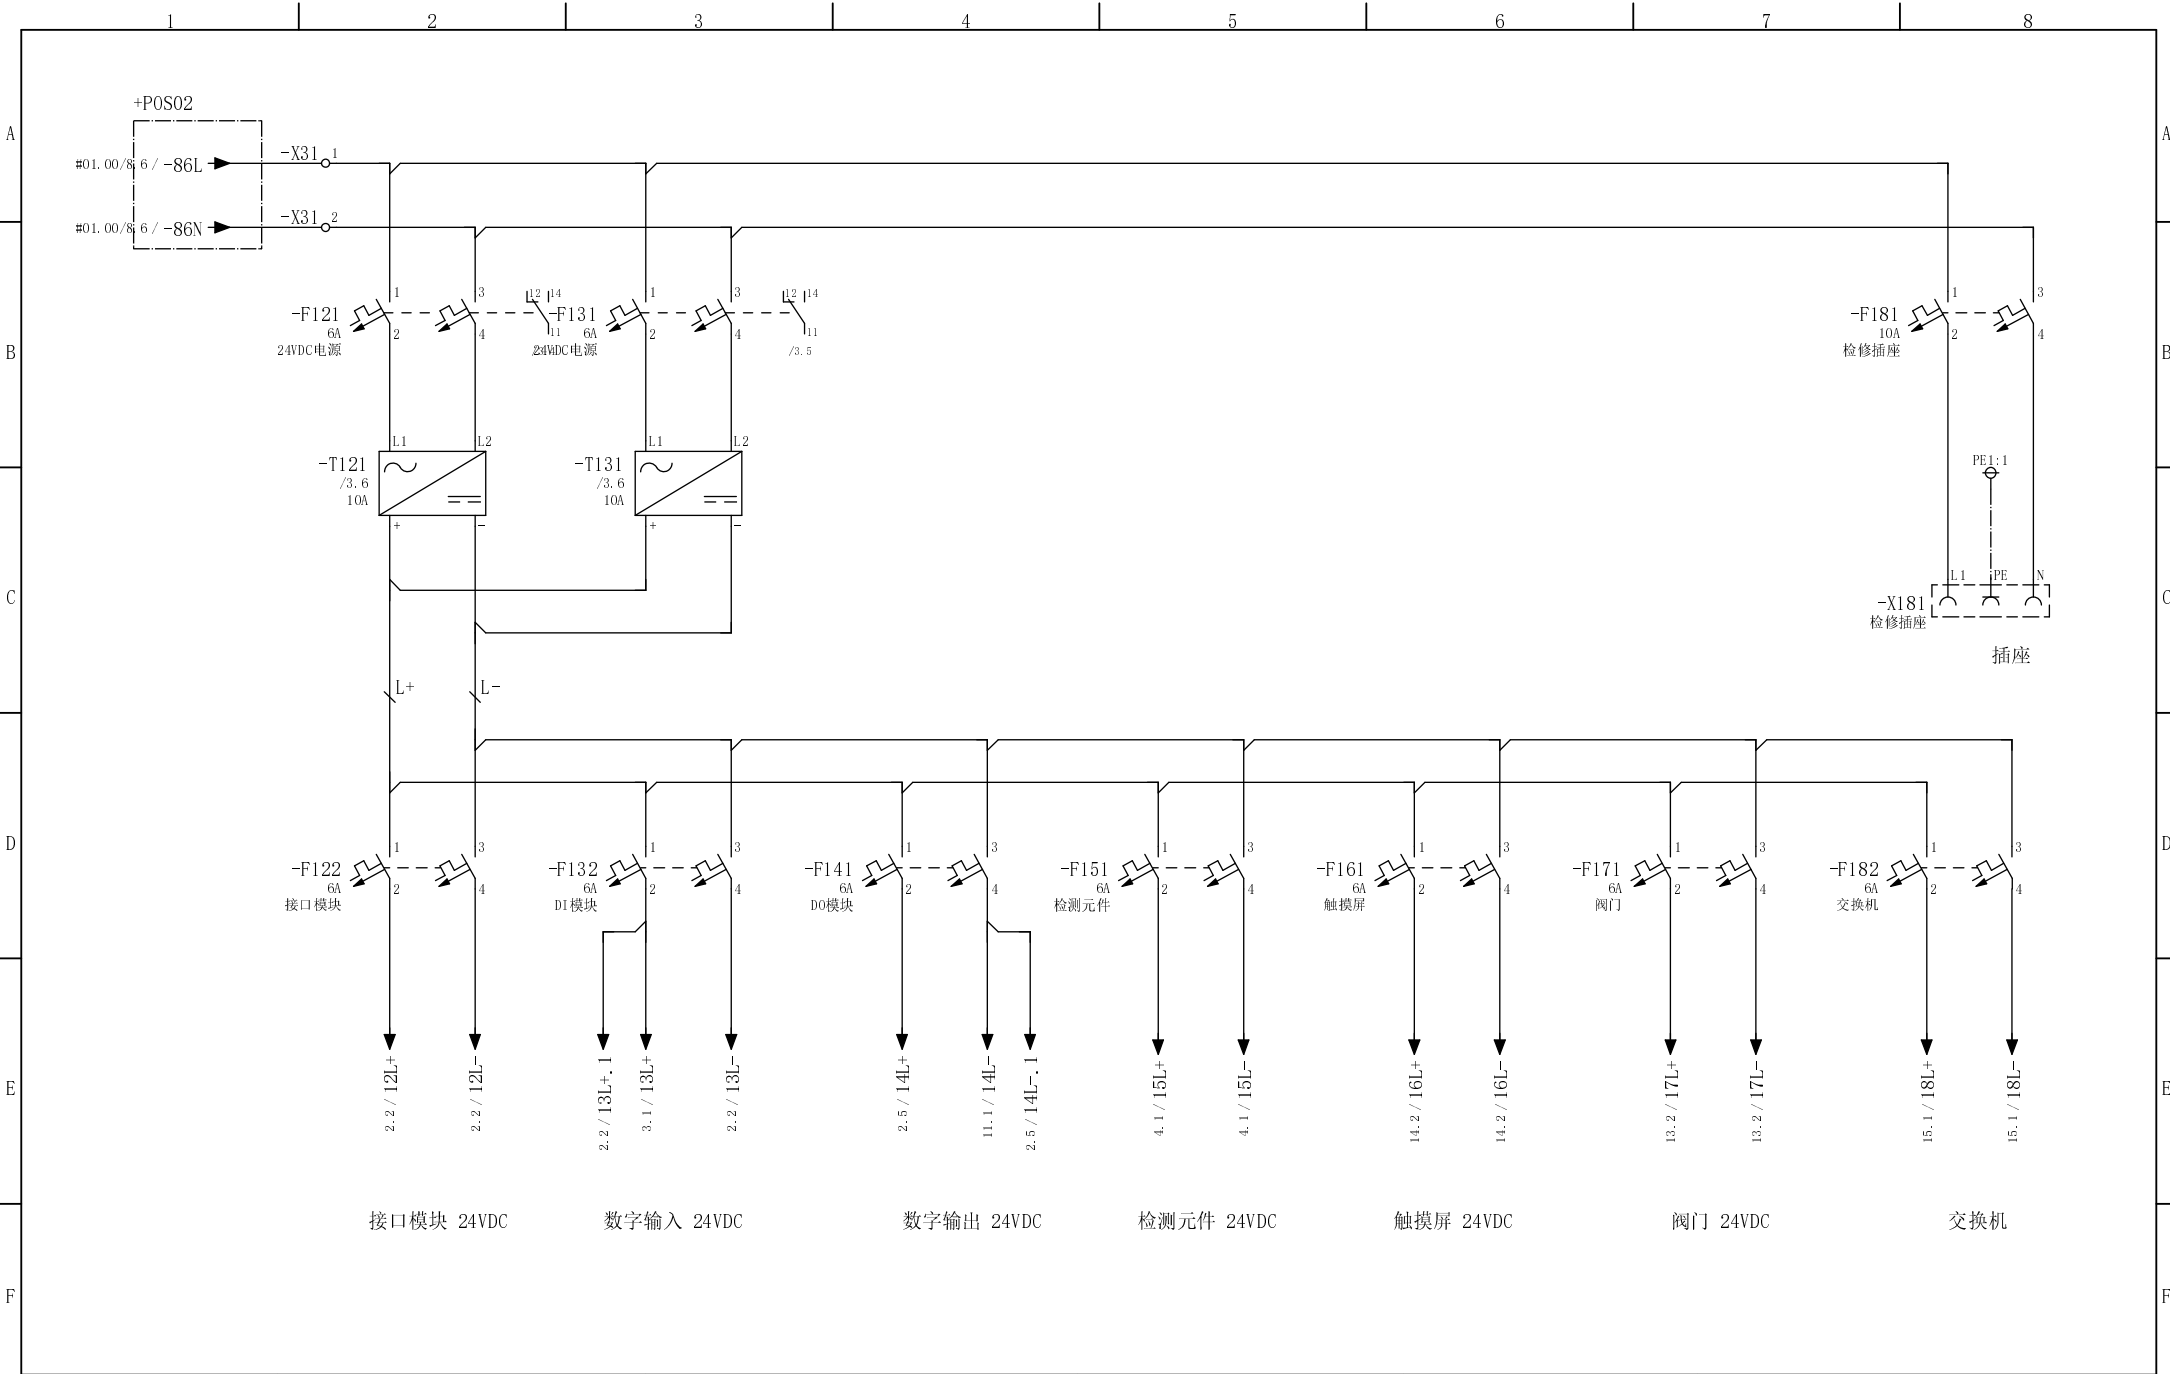 1 2 3 4 5 6 7 8
+POS02
A A
#01.00/8.6 / -86L -X31 1
#01.00/8.6 / -86N -X31 2
1 3 12 14 1 3 12 14 1 3
-F121 -F131 -F181
6A 2 4 11 6A 2 4 11 10A 2 4
24VDC电源 24VDC电源 /3.5 检修插座
B B
L1 L2 L1 L2
-T121 -T131 PE1:1
/3.6 /3.6
10A 10A
+ - + -
L1 PE N
C C
-X181
检修插座
插座
L+ L-
1 3 1 3 1 3 1 3 1 3 1 3 1 3
D D
-F122 -F132 -F141 -F151 -F161 -F171 -F182
6A 2 4 6A 2 4 6A 2 4 6A 2 4 6A 2 4 6A 2 4 6A 2 4
接口模块 DI模块 DO模块 检测元件 触摸屏 阀门 交换机
2.2 / 12L+
2.2 / 12L-
2.2 / 13L+.1
3.1 / 13L+
2.2 / 13L-
2.5 / 14L+
11.1 / 14L-
2.5 / 14L-.1
4.1 / 15L+
4.1 / 15L-
14.2 / 16L+
14.2 / 16L-
13.2 / 17L+
13.2 / 17L-
15.1 / 18L+
15.1 / 18L-
E E
接口模块 24VDC 数字输入 24VDC 数字输出 24VDC 检测元件 24VDC 触摸屏 24VDC 阀门 24VDC 交换机
F F